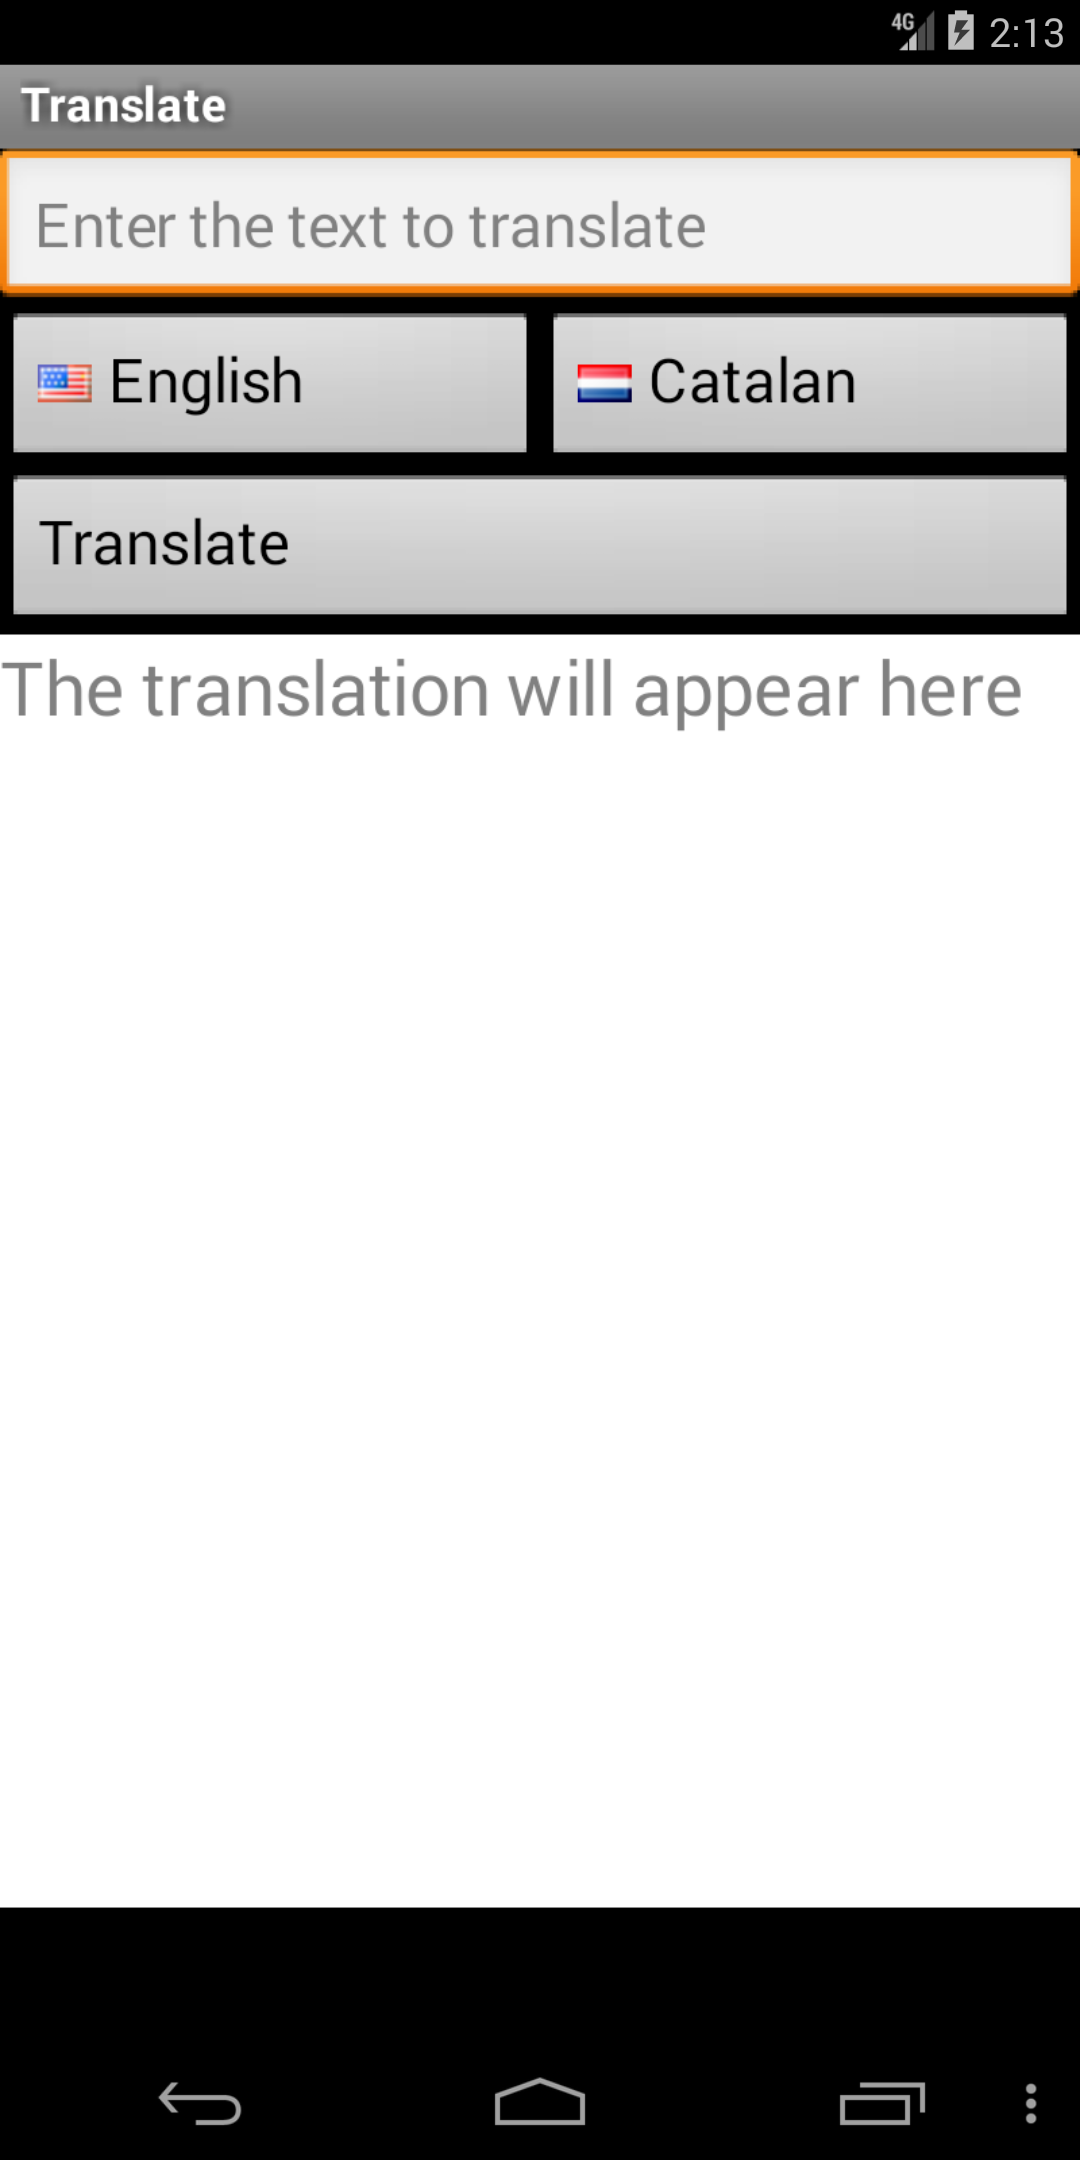 4G 2:13
Translate
Enter the text to translate
English Catalan
Translate
The translation will appear here